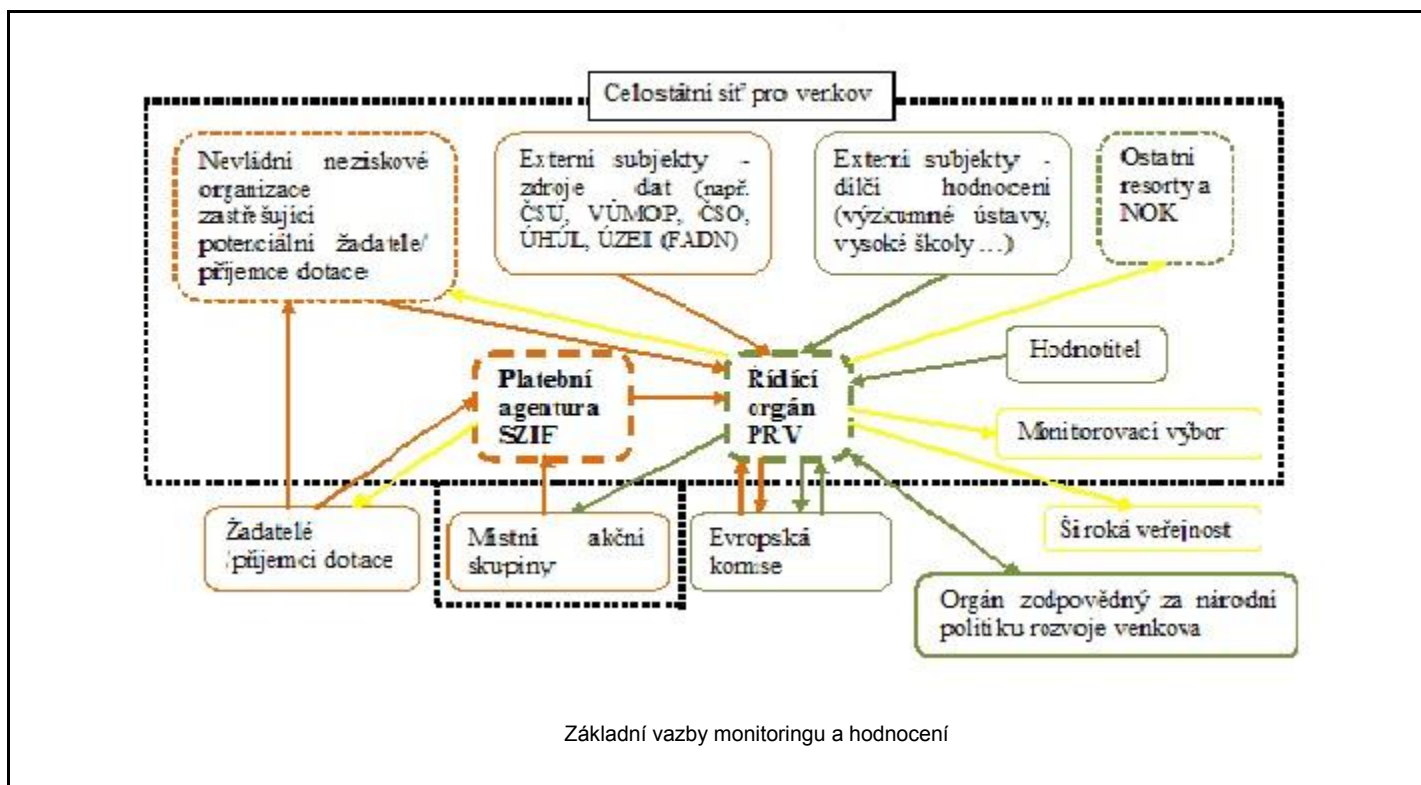 Celostátní síť pro venkov
Nevládní neziskové
organizace
zastřešující
potenciální žadatele/
příjemce dotace
Externí subjekty -
zdroje dat (např.
ČSÚ, VÚMOP, ČSO,
ÚHÚL, ÚZEI (FADN)
Externí subjekty -
dílčí hodnocení
(výzkumné ústavy,
vysoké školy …)
Ostatní
resorty a
NOK
Hodnotitel
Platební
agentura
SZIF
Řídící
orgán
PRV
Monitorovací výbor
Žadatelé
/příjemci dotace
Místní akční
skupiny
Evropská
komise
Široká veřejnost
Orgán zodpovědný za národní
politiku rozvoje venkova
Základní vazby monitoringu a hodnocení